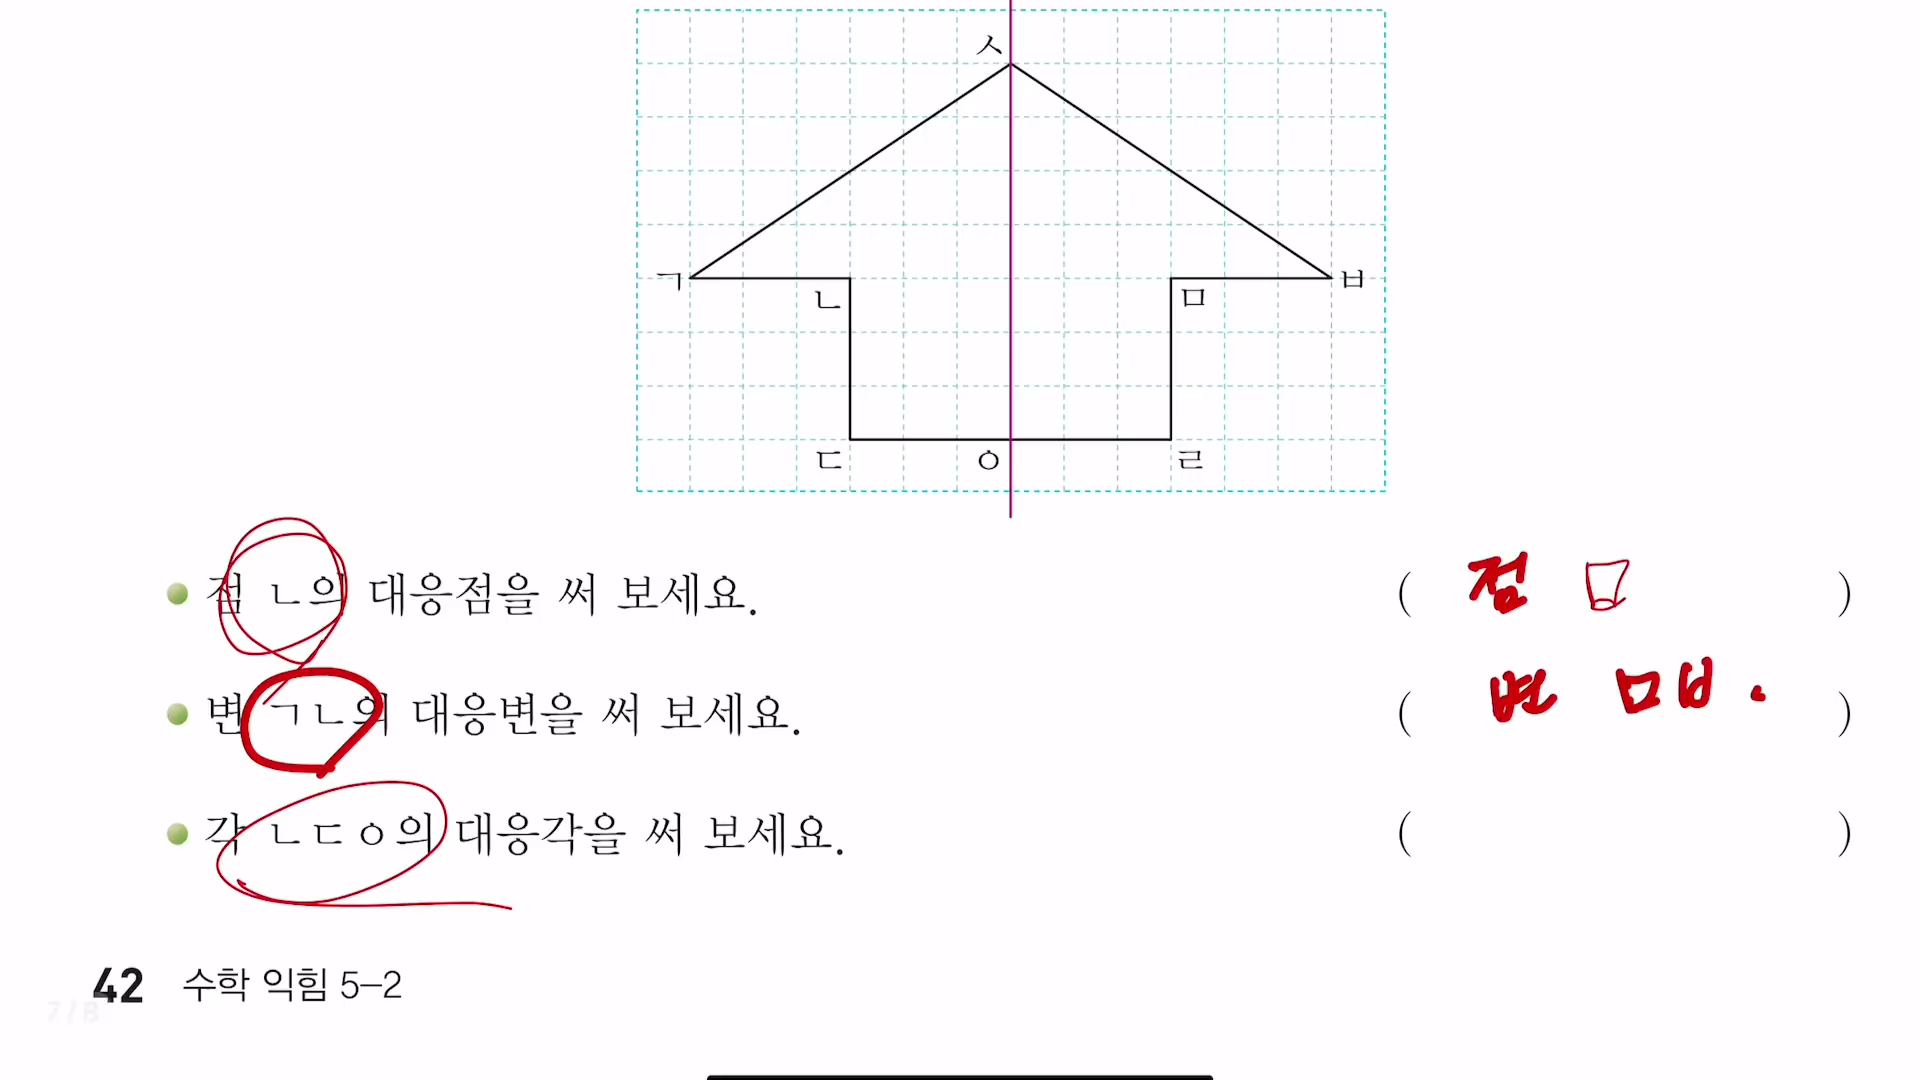 ㅅ
ㄱ ㅂ
ㄴ ㅁ
ㄷ ㅇ ㄹ
점 ㄴ의 대응점을 써 보세요. ( 점 ㅁ )
변 ㄱㄴ의 대응변을 써 보세요. ( 변 ㅁㅂ. )
각 ㄴㄷㅇ의 대응각을 써 보세요. ( )
42 수학 익힘 5–2
7 / 8